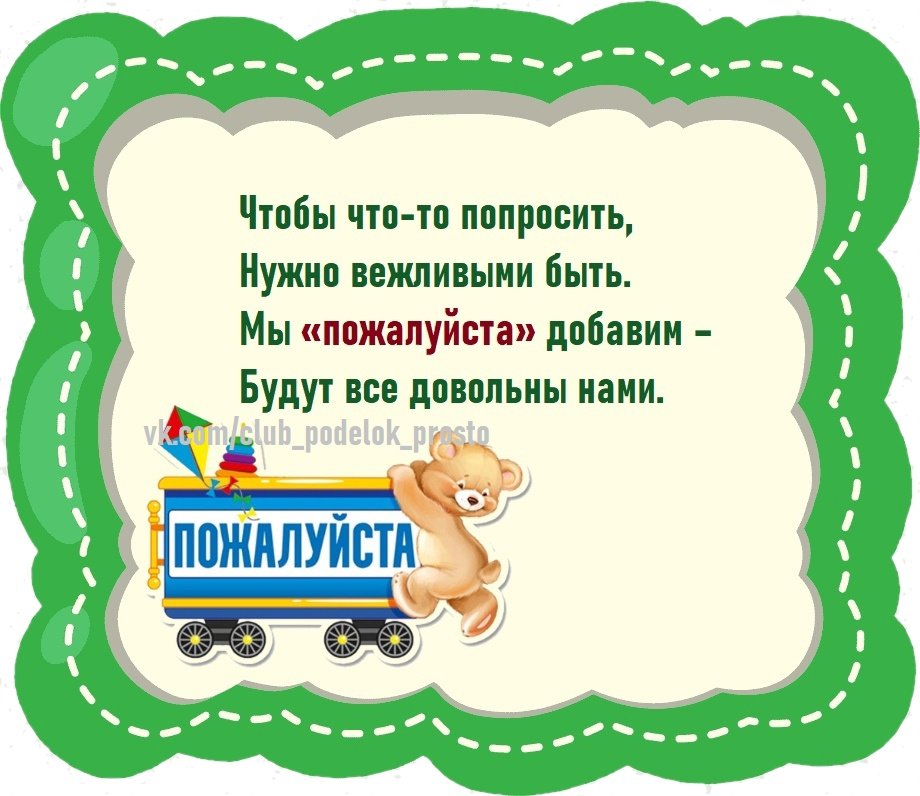 Чтобы что-то попросить,
Нужно вежливыми быть.
Мы «пожалуйста» добавим –
Будут все довольны нами.
vk.com/club_podelok_prosto
ПОЖАЛУЙСТА